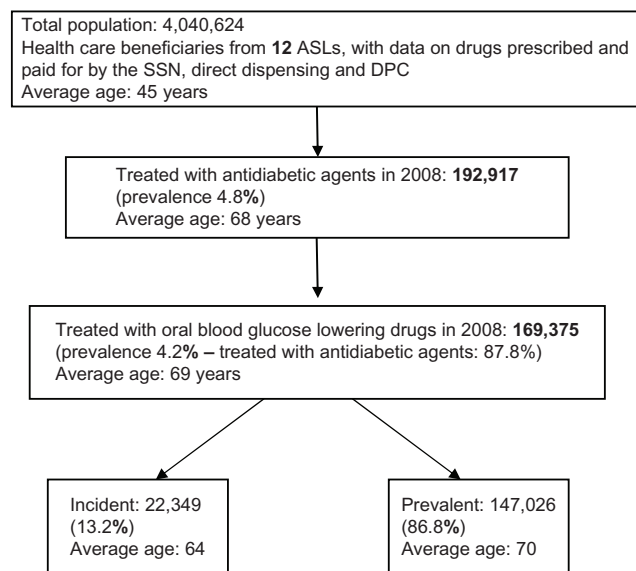 Total population: 4,040,624
Health care beneficiaries from 12 ASLs, with data on drugs prescribed and
paid for by the SSN, direct dispensing and DPC
Average age: 45 years
Treated with antidiabetic agents in 2008: 192,917
(prevalence 4.8%)
Average age: 68 years
Treated with oral blood glucose lowering drugs in 2008: 169,375
(prevalence 4.2% – treated with antidiabetic agents: 87.8%)
Average age: 69 years
Incident: 22,349
(13.2%)
Average age: 64
Prevalent: 147,026
(86.8%)
Average age: 70